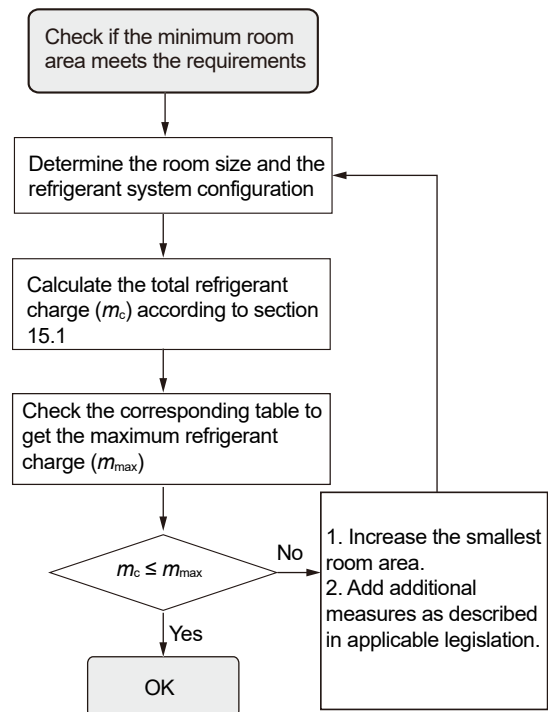 Check if the minimum room
area meets the requirements
Determine the room size and the
refrigerant system configuration
Calculate the total refrigerant
charge (mc) according to section
15.1
Check the corresponding table to
get the maximum refrigerant
charge (mmax)
mc ≤ mmax
No
1. Increase the smallest
room area.
2. Add additional
measures as described
in applicable legislation.
Yes
OK